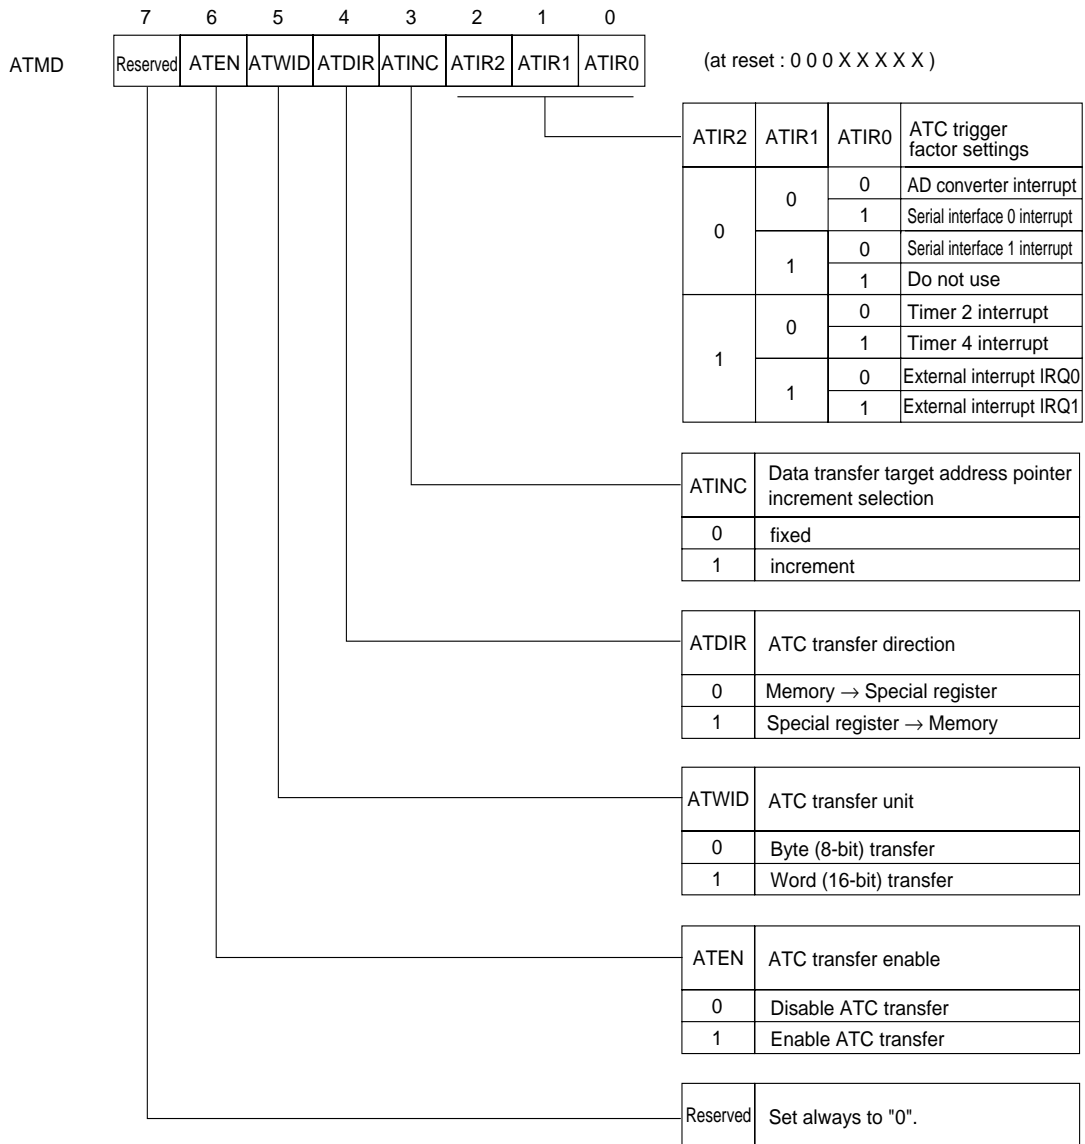 7 6 5 4 3 2 1 0
ATMD Reserved ATEN ATWID ATDIR ATINC ATIR2 ATIR1 ATIR0 (at reset : 0 0 0 X X X X X )
ATIR2 ATIR1 ATIR0 ATC trigger
factor settings
0 0 0 AD converter interrupt
1 Serial interface 0 interrupt
1 0 Serial interface 1 interrupt
1 Do not use
1 0 0 Timer 2 interrupt
1 Timer 4 interrupt
1 0 External interrupt IRQ0
1 External interrupt IRQ1
ATINC Data transfer target address pointer
increment selection
0 fixed
1 increment
ATDIR ATC transfer direction
0 Memory → Special register
1 Special register → Memory
ATWID ATC transfer unit
0 Byte (8-bit) transfer
1 Word (16-bit) transfer
ATEN ATC transfer enable
0 Disable ATC transfer
1 Enable ATC transfer
Reserved Set always to "0".